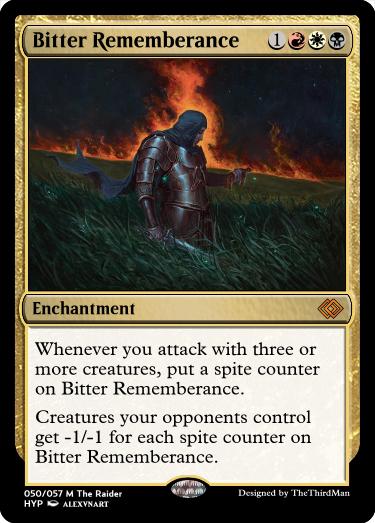 Bitter Rememberance 1
Enchantment
Whenever you attack with three or
more creatures, put a spite counter
on Bitter Rememberance.
Creatures your opponents control
get -1/-1 for each spite counter on
Bitter Rememberance.
050/057 M The Raider
HYP ALEXVNART
Designed by TheThirdMan